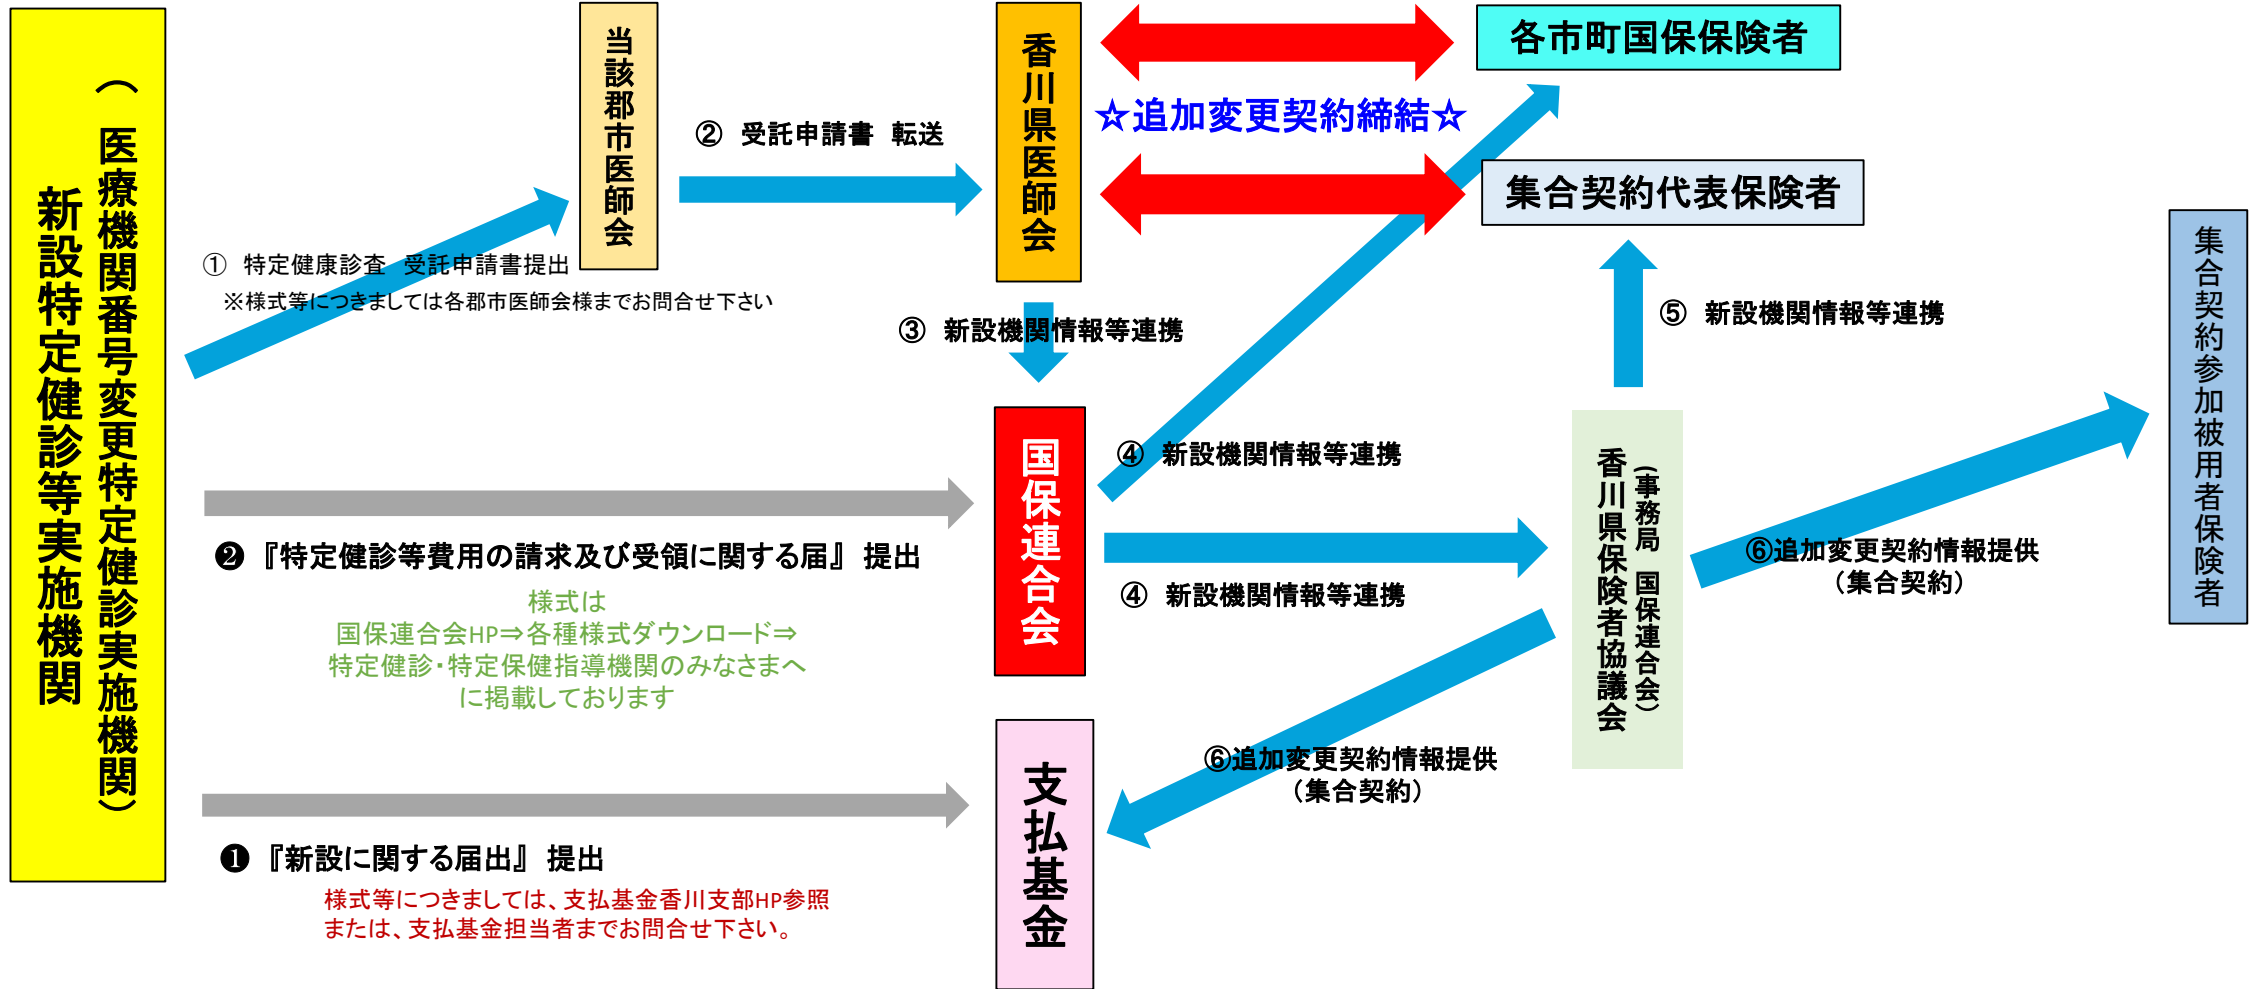 新設特定健診等実施機関
（医療機関番号変更特定健診実施機関）
当該郡市医師会
香川県医師会
各市町国保保険者
☆追加変更契約締結☆
集合契約代表保険者
集合契約参加被用者保険者
② 受託申請書 転送
① 特定健康診査 受託申請書提出
※様式等につきましては各郡市医師会様までお問合せ下さい
③ 新設機関情報等連携
⑤ 新設機関情報等連携
国保連合会
④ 新設機関情報等連携
④ 新設機関情報等連携
香川県保険者協議会
（事務局 国保連合会）
⑥追加変更契約情報提供
（集合契約）
❷『特定健診等費用の請求及び受領に関する届』 提出
様式は
国保連合会HP⇒各種様式ダウンロード⇒
特定健診・特定保健指導機関のみなさまへ
に掲載しております
支払基金
⑥追加変更契約情報提供
（集合契約）
❶『新設に関する届出』 提出
様式等につきましては、支払基金香川支部HP参照
または、支払基金担当者までお問合せ下さい。